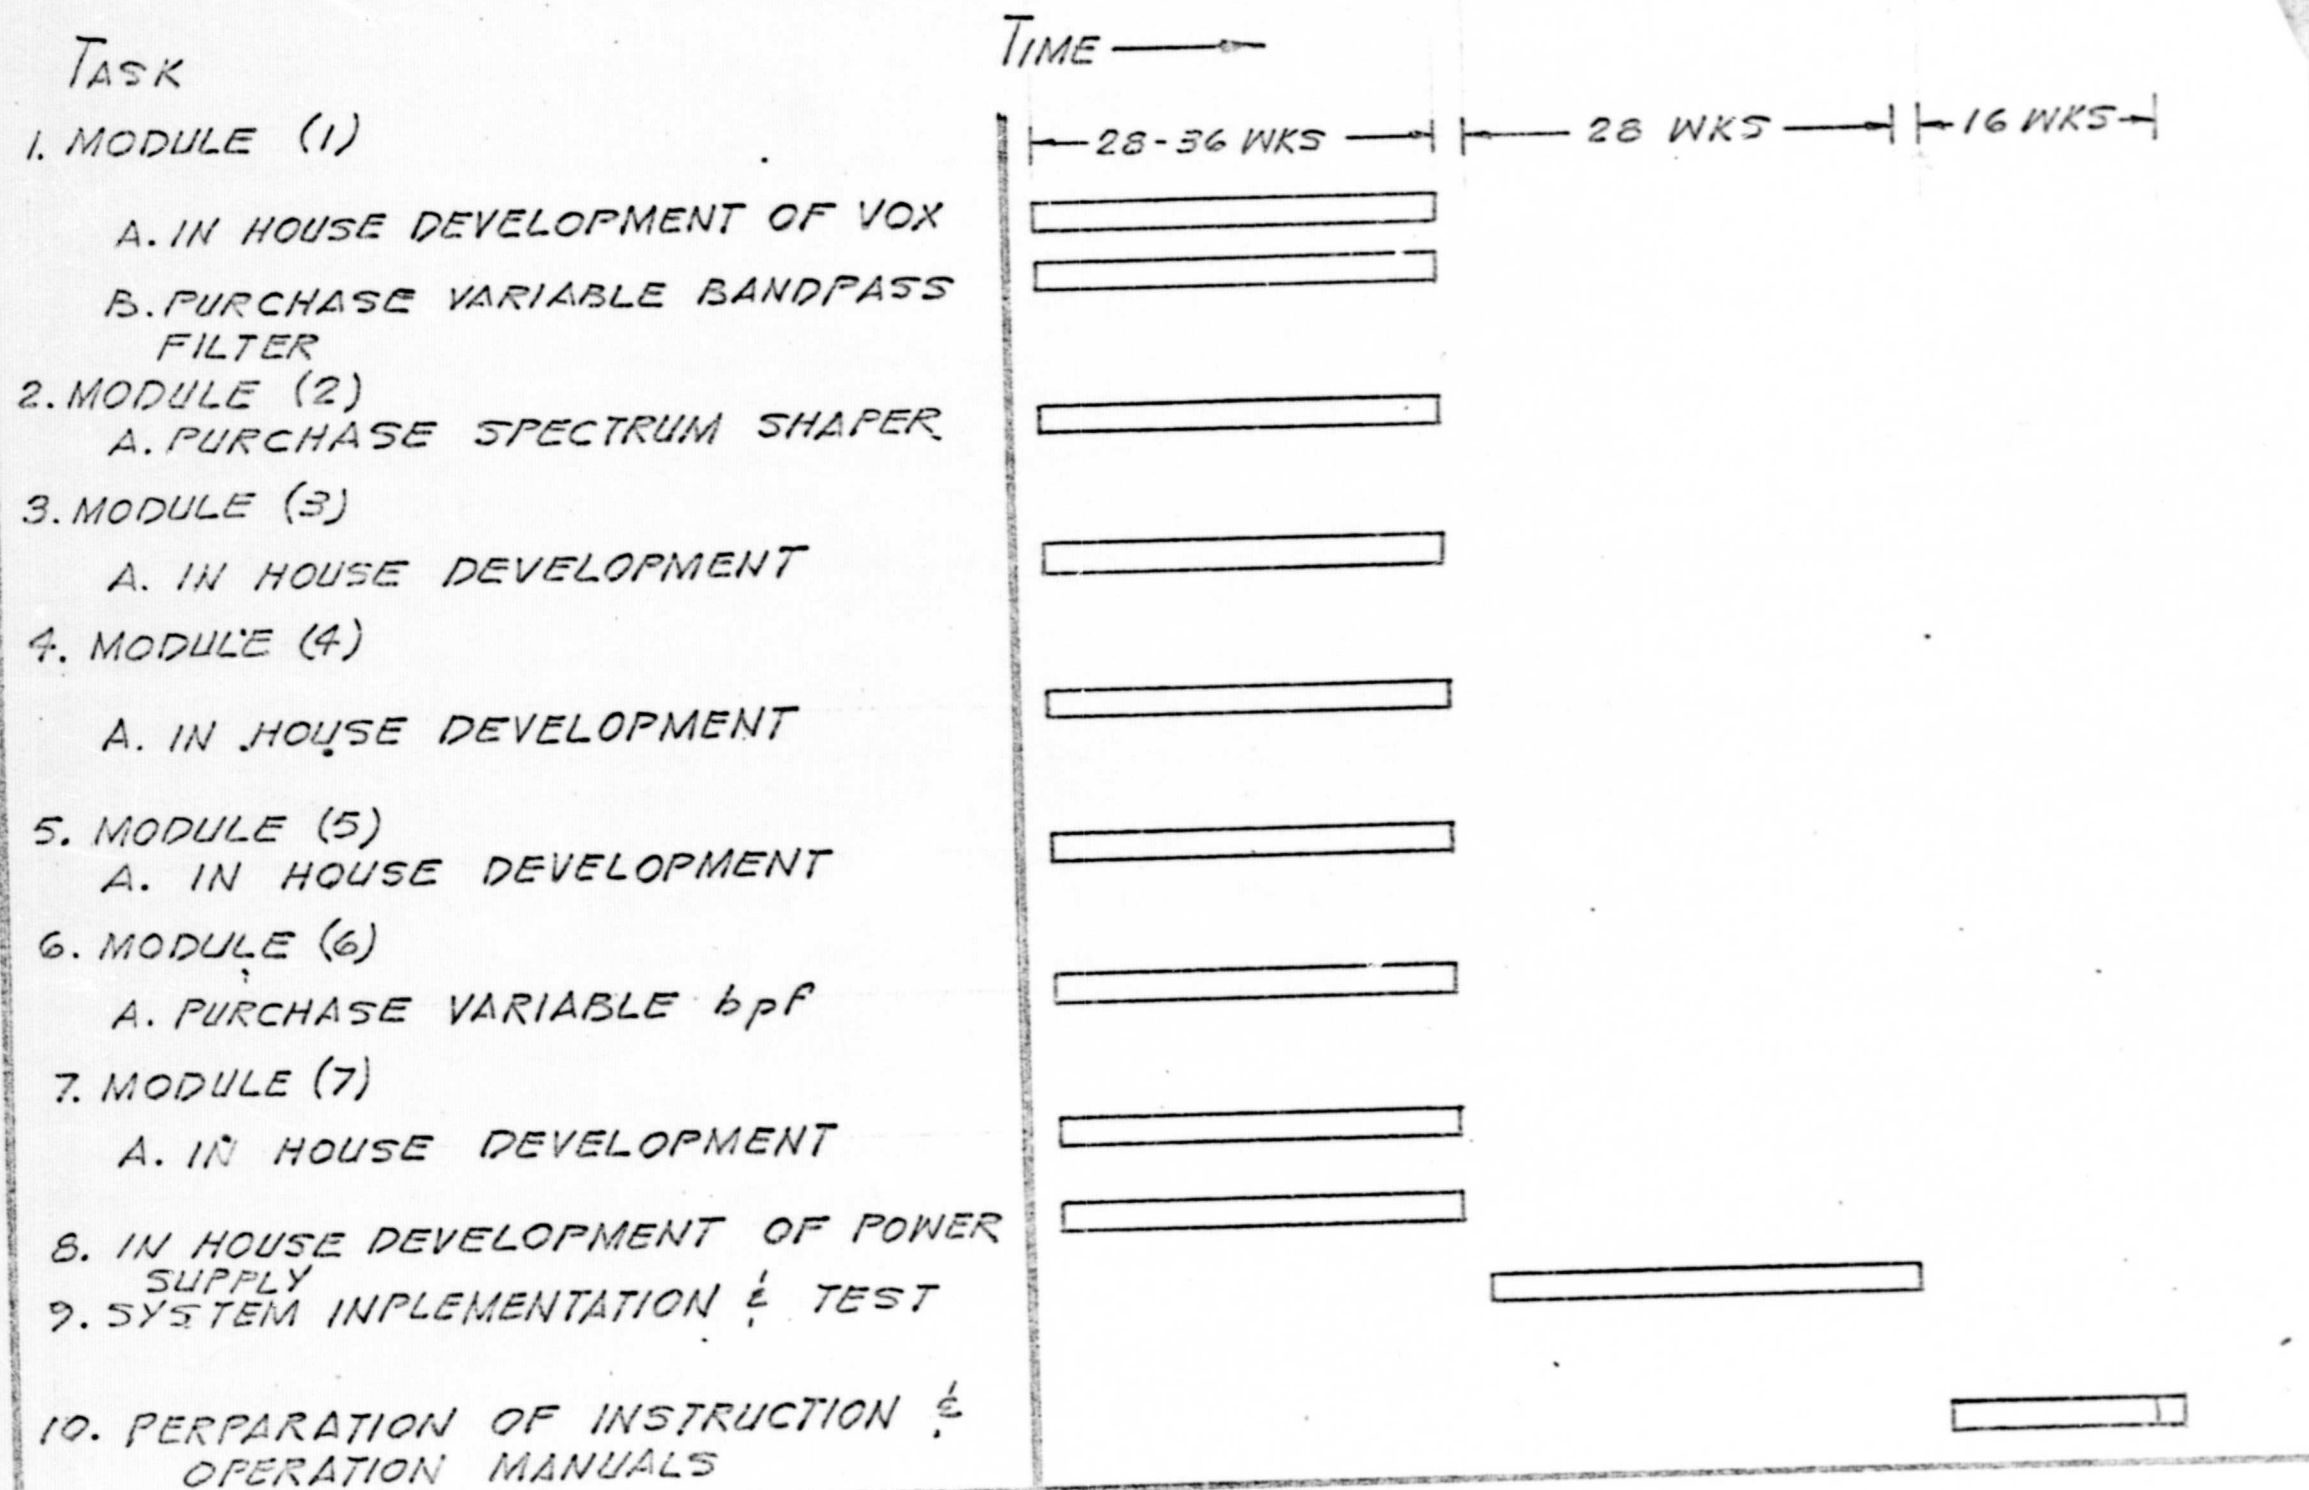 TASK
TIME
1. MODULE (1)
28-36 WKS
28 WKS
16 WKS
A. IN HOUSE DEVELOPMENT OF VOX
B. PURCHASE VARIABLE BANDPASS
FILTER
2. MODULE (2)
A. PURCHASE SPECTRUM SHAPER
3. MODULE (3)
A. IN HOUSE DEVELOPMENT
4. MODULE (4)
A. IN HOUSE DEVELOPMENT
5. MODULE (5)
A. IN HOUSE DEVELOPMENT
6. MODULE (6)
A. PURCHASE VARIABLE bpf
7. MODULE (7)
A. IN HOUSE DEVELOPMENT
8. IN HOUSE DEVELOPMENT OF POWER
SUPPLY
9. SYSTEM INPLEMENTATION & TEST
10. PERPARATION OF INSTRUCTION &
OPERATION MANUALS